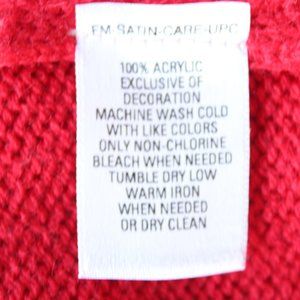 FM-SATIN-CARE-UPC
100% ACRYLIC
EXCLUSIVE OF
DECORATION
MACHINE WASH COLD
WITH LIKE COLORS
ONLY NON-CHLORINE
BLEACH WHEN NEEDED
TUMBLE DRY LOW
WARM IRON
WHEN NEEDED
OR DRY CLEAN